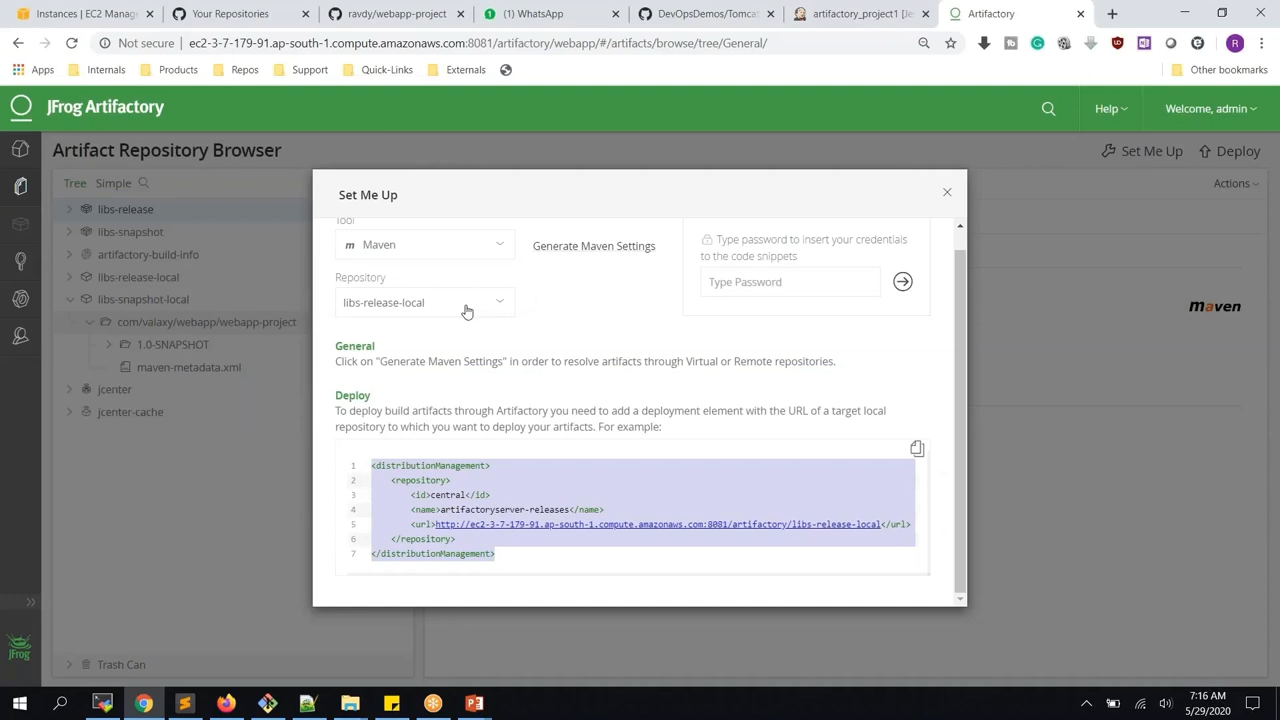 Instances | EC2 Manag
Your Repositories
ravdy/webapp-project
(1) WhatsApp
DevOpsDemos/Tomcat
artifactory_project1 [Je
Artifactory
Not secure | ec2-3-7-179-91.ap-south-1.compute.amazonaws.com:8081/artifactory/webapp/#/artifacts/browse/tree/General/
Apps
Internals
Products
Repos
Support
Quick-Links
Externals
Other bookmarks
JFrog Artifactory
Help
Welcome, admin
Artifact Repository Browser
Set Me Up
Deploy
Tree
Simple
Actions
libs-release
libs-snapshot
artifactory-build-info
libs-release-local
libs-snapshot-local
com/valaxy/webapp/webapp-project
1.0-SNAPSHOT
maven-metadata.xml
jcenter
jcenter-cache
Trash Can
JFrog
Maven
Set Me Up
Tool
m Maven
Generate Maven Settings
Type password to insert your credentials
to the code snippets
Type Password
Repository
libs-release-local
General
Click on "Generate Maven Settings" in order to resolve artifacts through Virtual or Remote repositories.
Deploy
To deploy build artifacts through Artifactory you need to add a deployment element with the URL of a target local
repository to which you want to deploy your artifacts. For example:
1 <distributionManagement>
2 <repository>
3 <id>central</id>
4 <name>artifactoryserver-releases</name>
5 <url>http://ec2-3-7-179-91.ap-south-1.compute.amazonaws.com:8081/artifactory/libs-release-local</url>
6 </repository>
7 </distributionManagement>
7:16 AM
5/29/2020